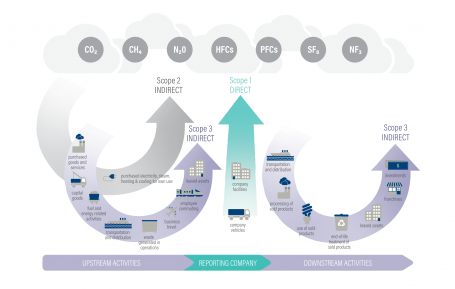 CO₂ CH₄ N₂O HFCs PFCs SF₆ NF₃
Scope 2
INDIRECT
Scope 1
DIRECT
Scope 3
INDIRECT
Scope 3
INDIRECT
purchased
goods and
services
capital
goods
fuel and
energy related
activities
transportation
and distribution
waste
generated in
operations
business
travel
employee
commuting
leased assets
purchased electricity, steam,
heating & cooling for own use
company
facilities
company
vehicles
transportation
and distribution
processing of
sold products
use of sold
products
end-of-life
treatment of
sold products
leased assets
franchises
investments
UPSTREAM ACTIVITIES
REPORTING COMPANY
DOWNSTREAM ACTIVITIES